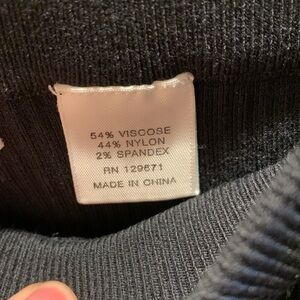 54% VISCOSE
44% NYLON
2% SPANDEX
RN 129671
MADE IN CHINA